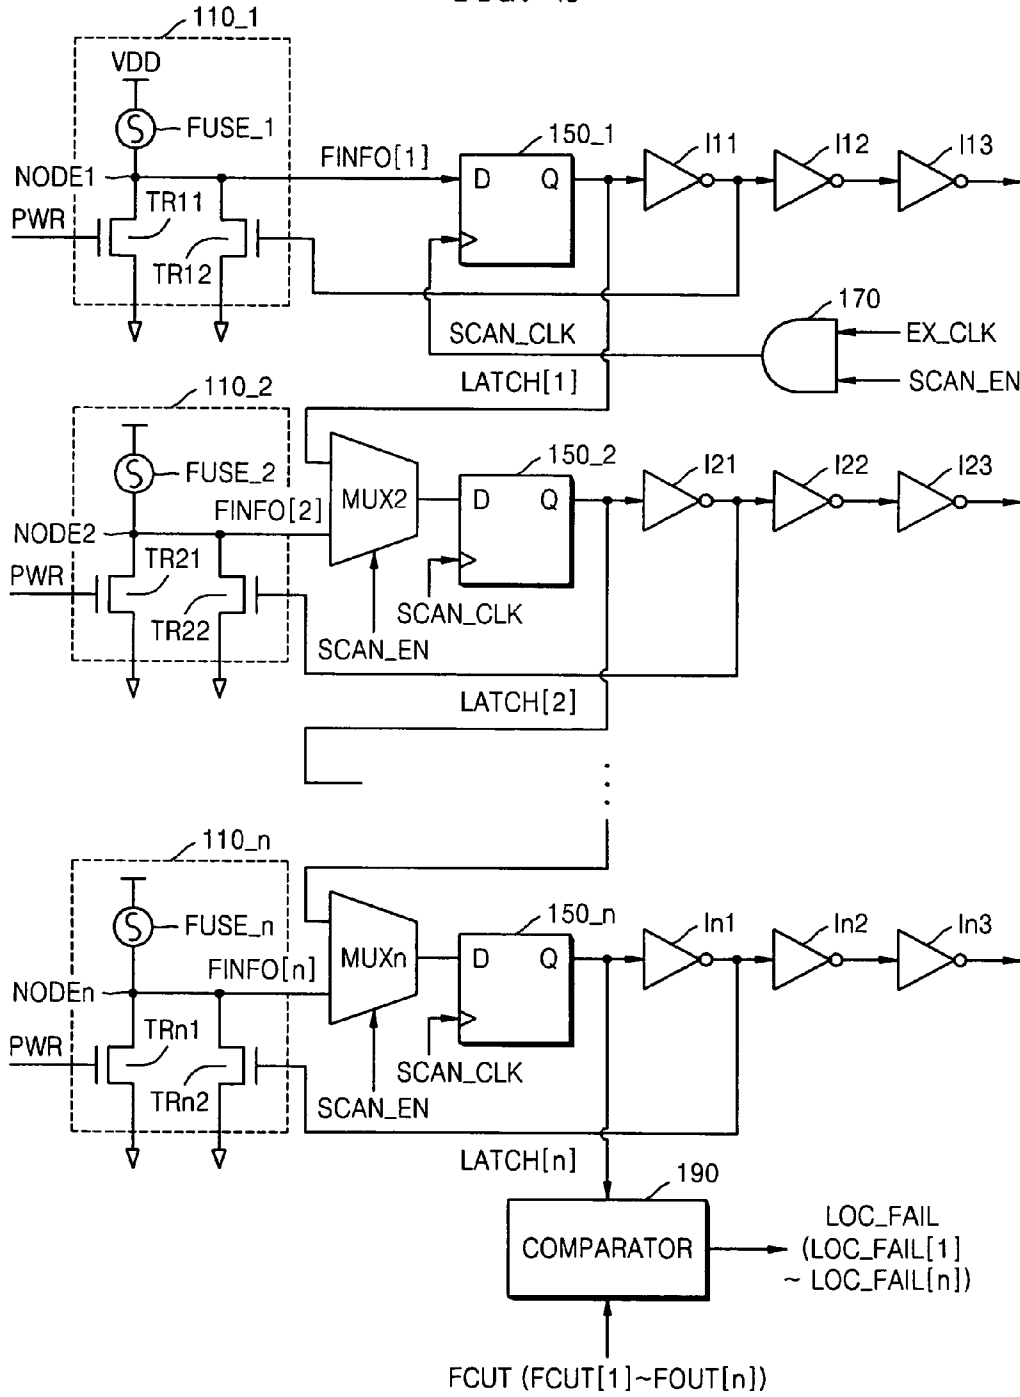 110_1
VDD
FUSE_1
NODE1
FINFO[1]
150_1
D Q
I11 I12 I13
PWR
TR11
TR12
170
EX_CLK
SCAN_EN
SCAN_CLK
LATCH[1]
110_2
FUSE_2
FINFO[2]
MUX2
150_2
D Q
I21 I22 I23
NODE2
PWR
TR21
TR22
SCAN_CLK
SCAN_EN
LATCH[2]
110_n
FUSE_n
FINFO[n]
MUXn
150_n
D Q
In1 In2 In3
NODEn
PWR
TRn1
TRn2
SCAN_CLK
SCAN_EN
LATCH[n]
190
COMPARATOR
LOC_FAIL
(LOC_FAIL[1]
~ LOC_FAIL[n])
FCUT (FCUT[1]~FOUT[n])